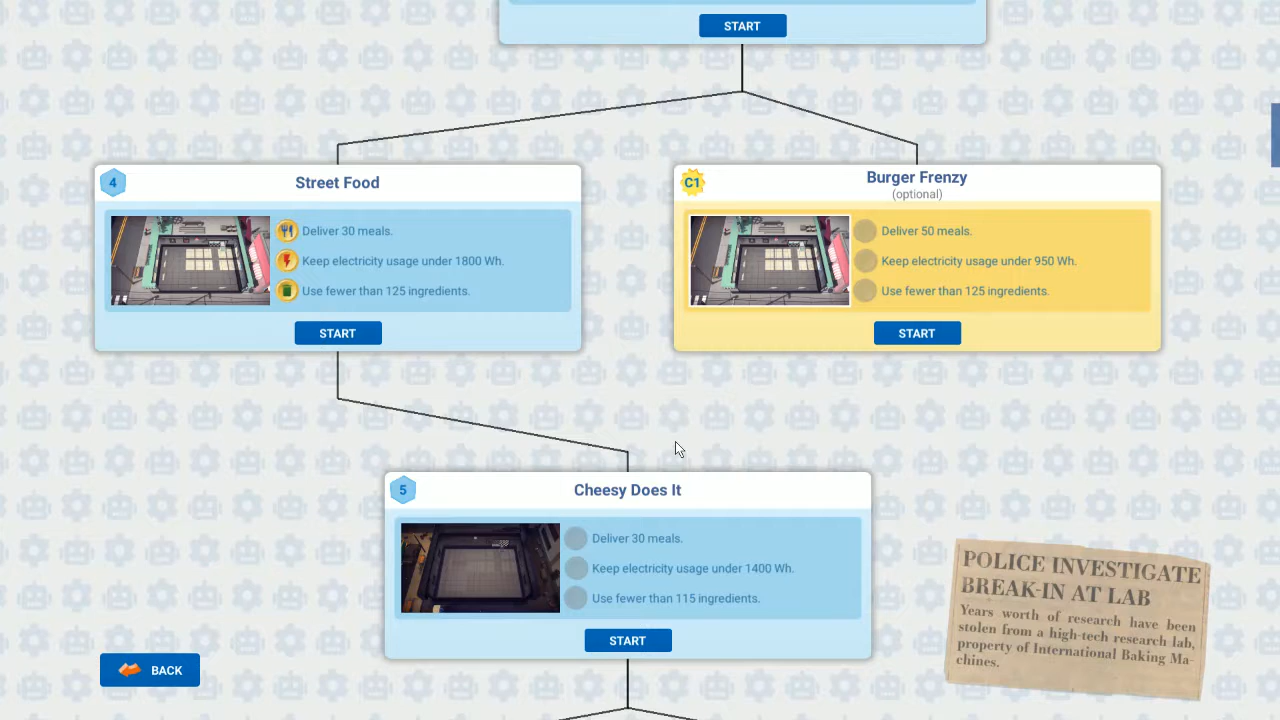 START
4
Street Food
Deliver 30 meals.
Keep electricity usage under 1800 Wh.
Use fewer than 125 ingredients.
START
C1
Burger Frenzy
(optional)
Deliver 50 meals.
Keep electricity usage under 950 Wh.
Use fewer than 125 ingredients.
START
5
Cheesy Does It
Deliver 30 meals.
Keep electricity usage under 1400 Wh.
Use fewer than 115 ingredients.
START
POLICE INVESTIGATE
BREAK-IN AT LAB
Years worth of research have been
stolen from a high-tech research lab,
property of International Baking Ma-
chines.
BACK